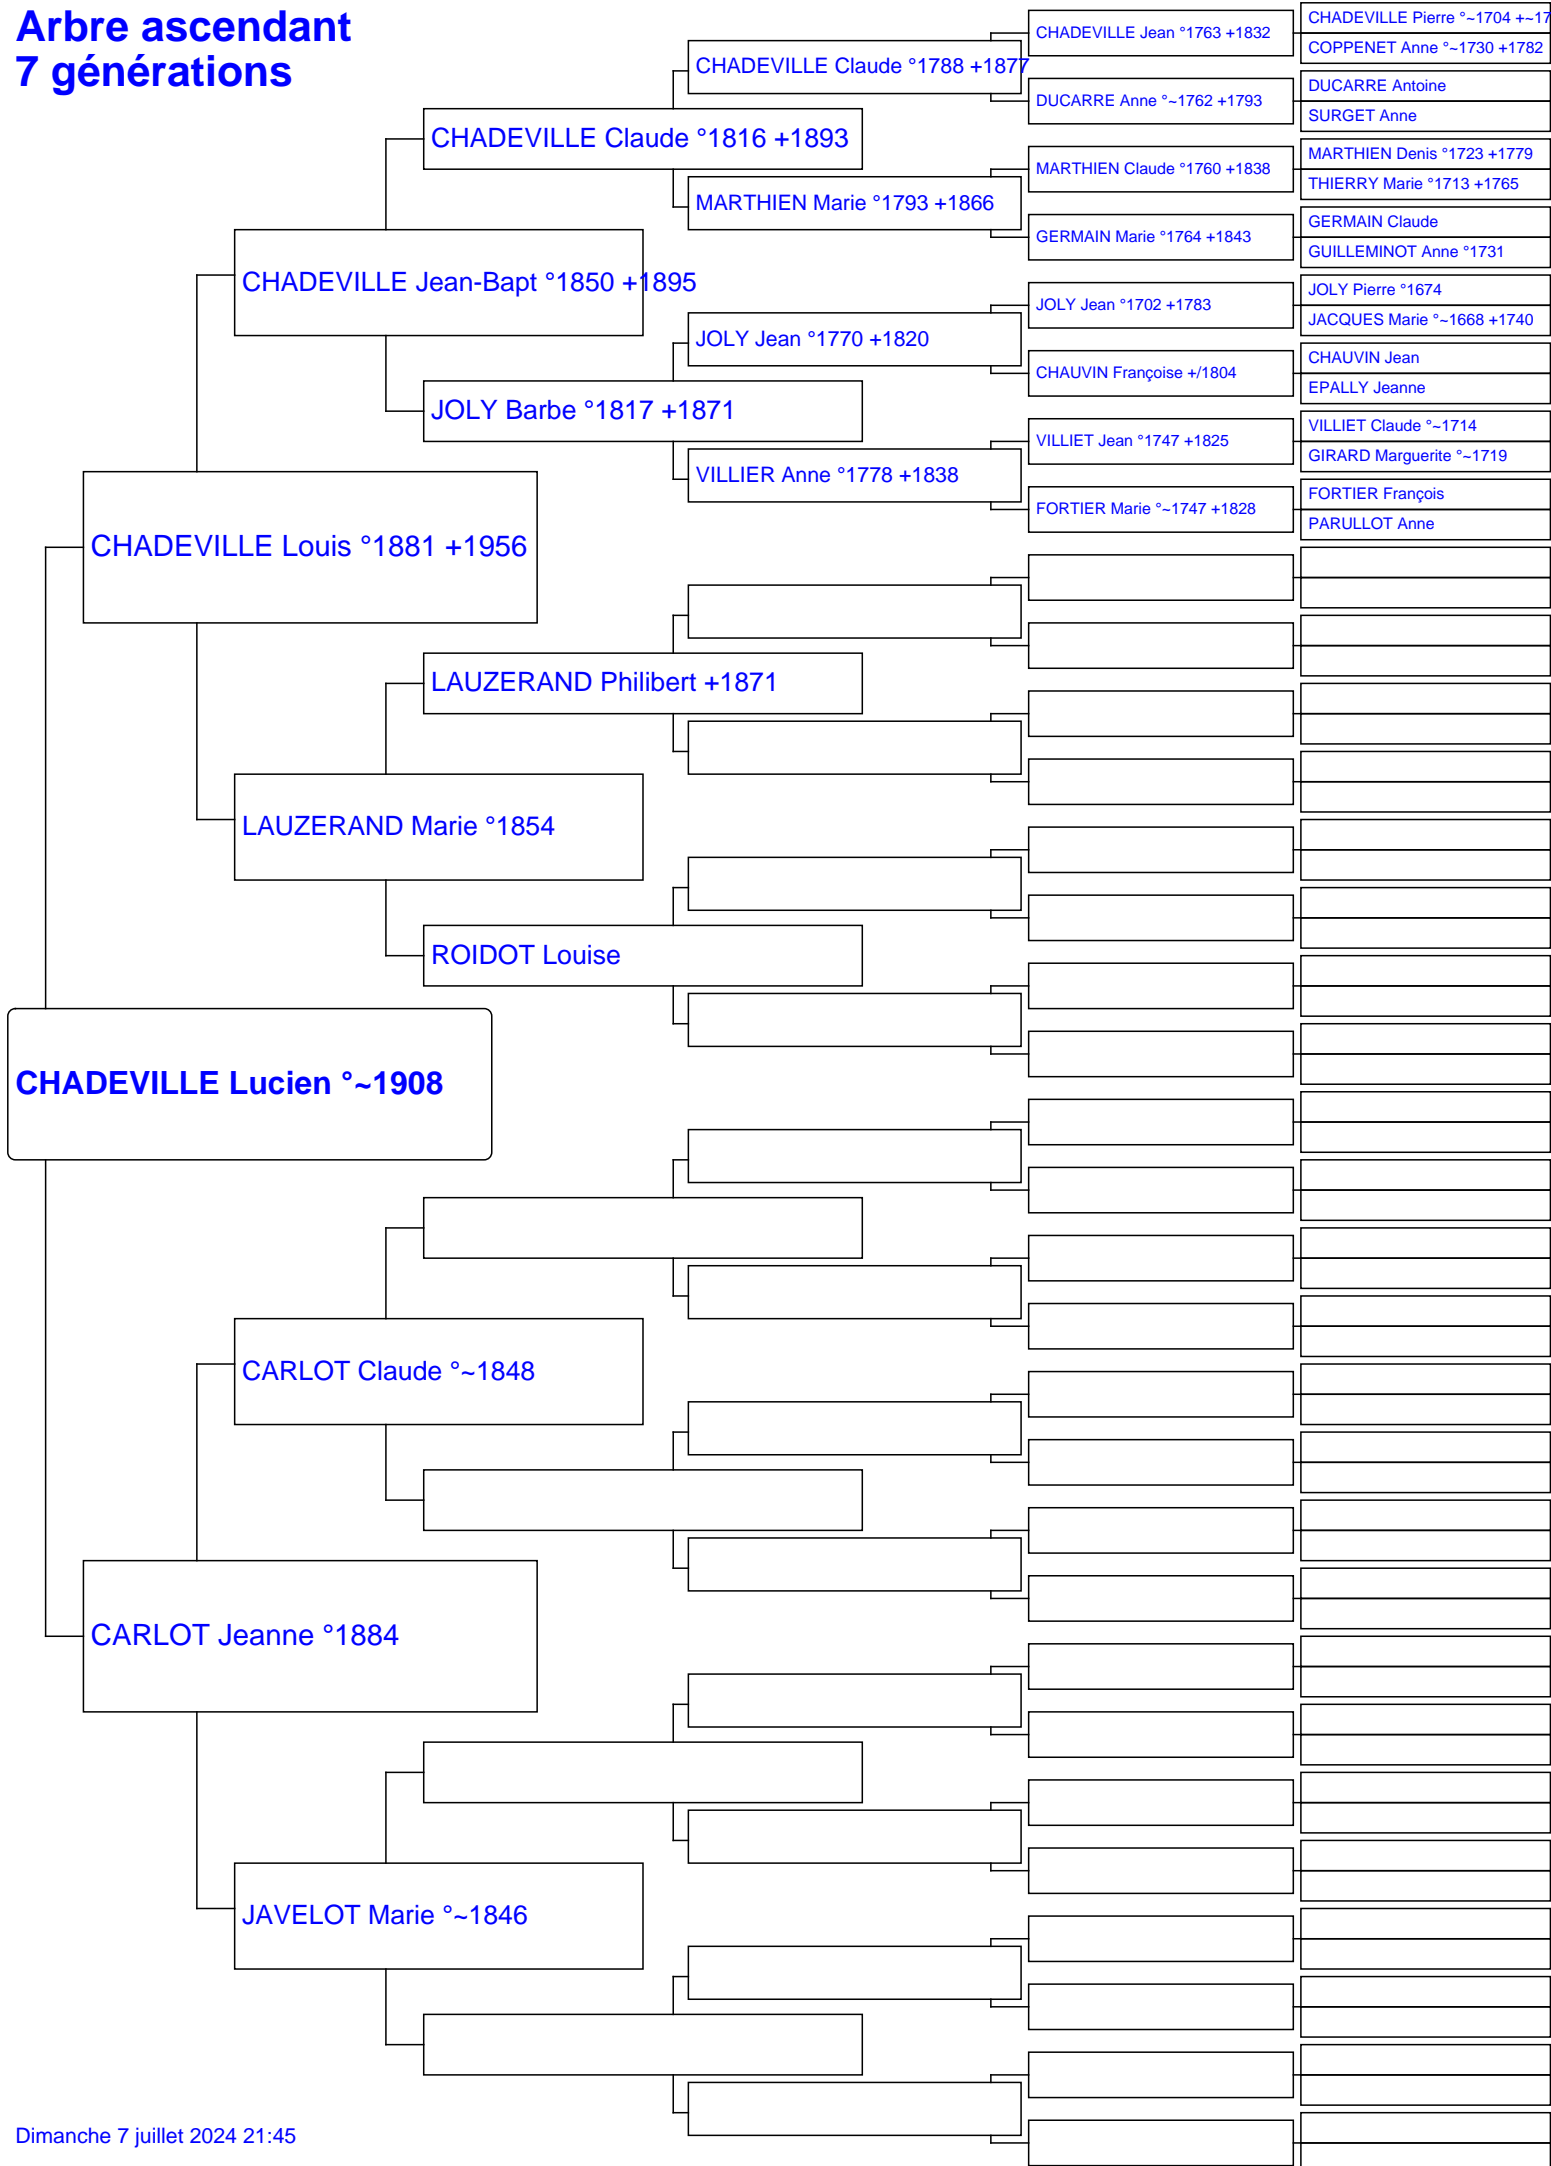 Arbre ascendant
7 générations
CHADEVILLE Lucien °~1908
CHADEVILLE Louis °1881 +1956
CARLOT Jeanne °1884
CHADEVILLE Jean-Bapt °1850 +1895
LAUZERAND Marie °1854
CARLOT Claude °~1848
JAVELOT Marie °~1846
CHADEVILLE Claude °1816 +1893
JOLY Barbe °1817 +1871
LAUZERAND Philibert +1871
ROIDOT Louise
CHADEVILLE Claude °1788 +1877
MARTHIEN Marie °1793 +1866
JOLY Jean °1770 +1820
VILLIER Anne °1778 +1838
CHADEVILLE Jean °1763 +1832
DUCARRE Anne °~1762 +1793
MARTHIEN Claude °1760 +1838
GERMAIN Marie °1764 +1843
JOLY Jean °1702 +1783
CHAUVIN Françoise +/1804
VILLIET Jean °1747 +1825
FORTIER Marie °~1747 +1828
CHADEVILLE Pierre °~1704 +~17
COPPENET Anne °~1730 +1782
DUCARRE Antoine
SURGET Anne
MARTHIEN Denis °1723 +1779
THIERRY Marie °1713 +1765
GERMAIN Claude
GUILLEMINOT Anne °1731
JOLY Pierre °1674
JACQUES Marie °~1668 +1740
CHAUVIN Jean
EPALLY Jeanne
VILLIET Claude °~1714
GIRARD Marguerite °~1719
FORTIER François
PARULLOT Anne
Dimanche 7 juillet 2024 21:45